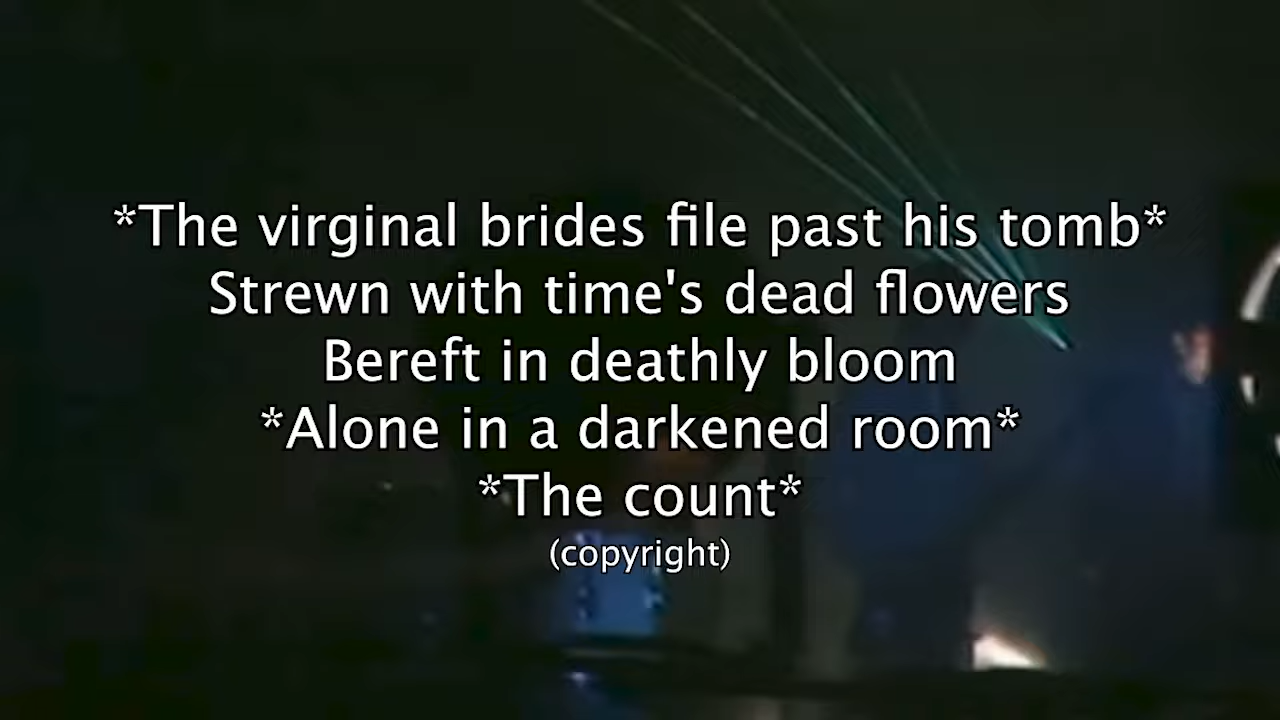 *The virginal brides file past his tomb*
Strewn with time's dead flowers
Bereft in deathly bloom
*Alone in a darkened room*
*The count*
(copyright)